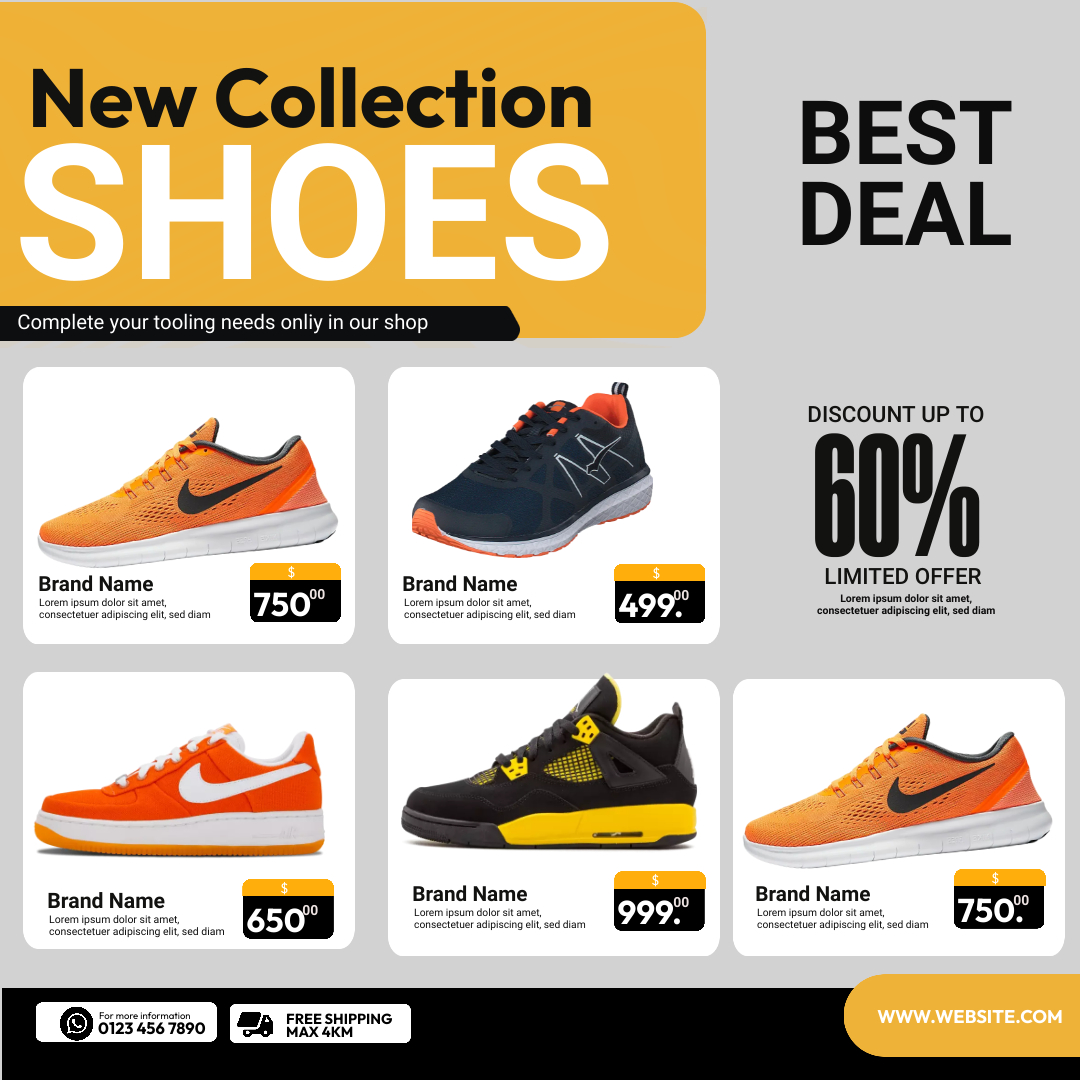 New Collection
SHOES
Complete your tooling needs onliy in our shop
BEST
DEAL
$
750 00
Brand Name
Lorem ipsum dolor sit amet,
consectetuer adipiscing elit, sed diam
$
499. 00
Brand Name
Lorem ipsum dolor sit amet,
consectetuer adipiscing elit, sed diam
DISCOUNT UP TO
60%
LIMITED OFFER
Lorem ipsum dolor sit amet,
consectetuer adipiscing elit, sed diam
$
650 00
Brand Name
Lorem ipsum dolor sit amet,
consectetuer adipiscing elit, sed diam
$
999. 00
Brand Name
Lorem ipsum dolor sit amet,
consectetuer adipiscing elit, sed diam
$
750. 00
Brand Name
Lorem ipsum dolor sit amet,
consectetuer adipiscing elit, sed diam
For more information
0123 456 7890
FREE SHIPPING
MAX 4KM
WWW.WEBSITE.COM